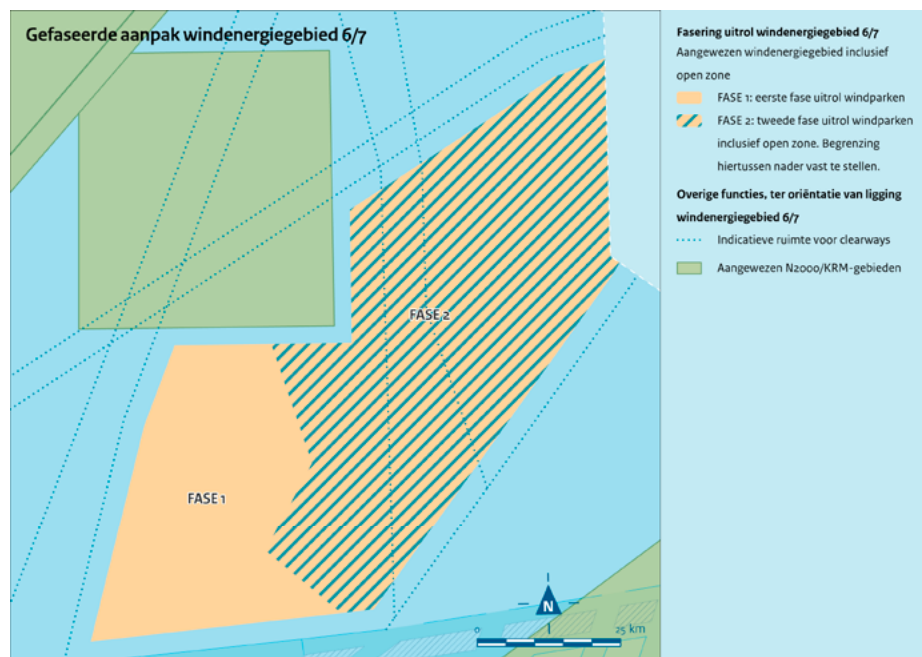 Gefaseerde aanpak windenergiegebied 6/7
FASE 2
FASE 1
N
0
25 km
Fasering uitrol windenergiegebied 6/7
Aangewezen windenergiegebied inclusief
open zone
FASE 1: eerste fase uitrol windparken
FASE 2: tweede fase uitrol windparken
inclusief open zone. Begrenzing
hiertussen nader vast te stellen.
Overige functies, ter oriëntatie van ligging
windenergiegebied 6/7
Indicatieve ruimte voor clearways
Aangewezen N2000/KRM-gebieden